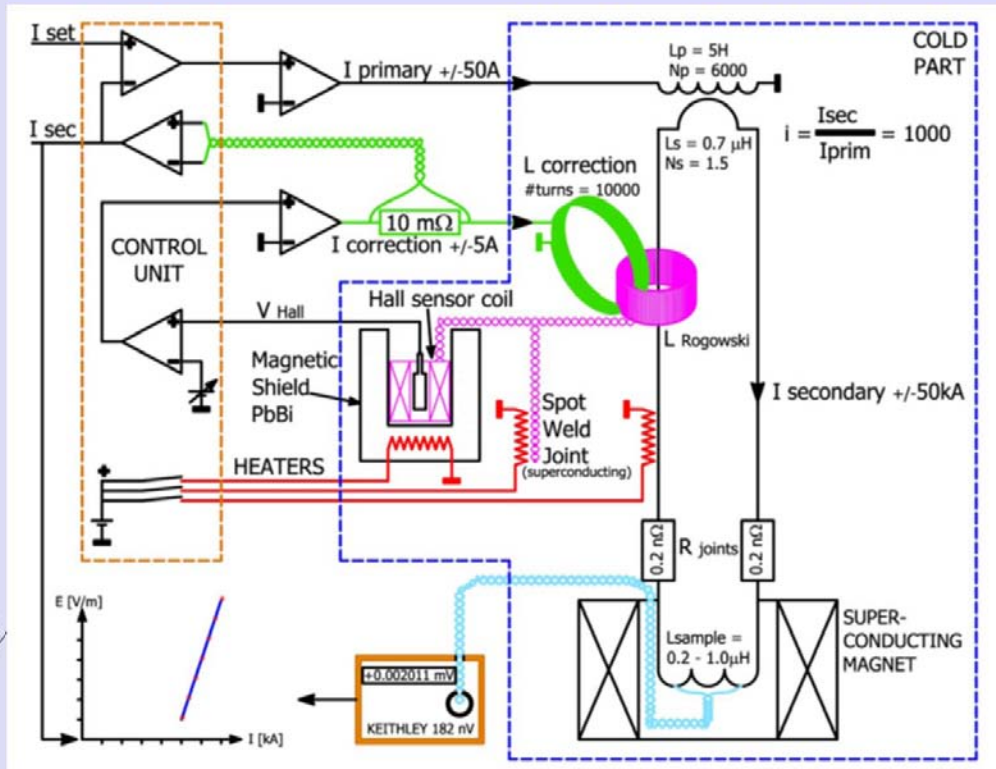 I set
I primary +/-50A
Lp = 5H
Np = 6000
COLD
PART
I sec
Ls = 0.7 µH
Ns = 1.5
i = Isec
Iprim = 1000
L correction
#turns = 10000
10 mΩ
I correction +/-5A
CONTROL
UNIT
V Hall
Hall sensor coil
L Rogowski
Magnetic
Shield
PbBi
I secondary +/-50kA
Spot
Weld
Joint
(superconducting)
HEATERS
0.2 nΩ
R joints
0.2 nΩ
E [V/m]
I [kA]
+0.002011 mV
KEITHLEY 182 nV
Lsample =
0.2 - 1.0µH
SUPER-
CONDUCTING
MAGNET